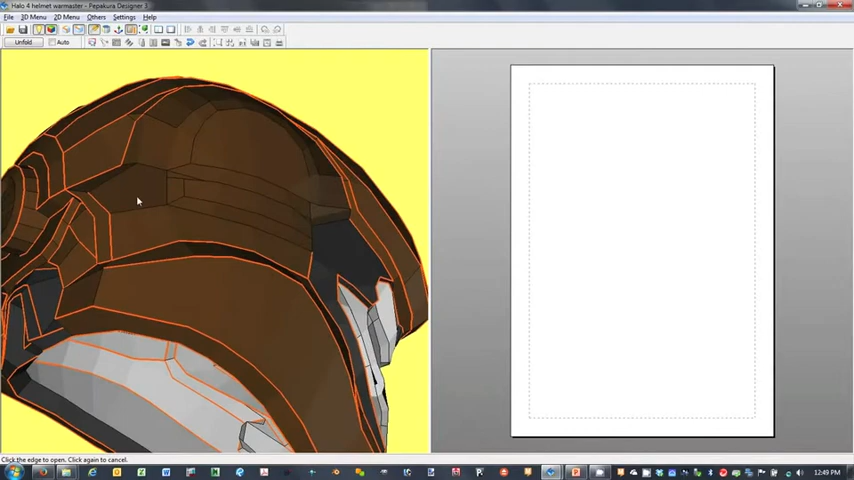 Halo 4 helmet warmaster - Pepakura Designer 3
File 3D Menu 2D Menu Others Settings Help
Unfold Auto
Click the edge to open. Click again to cancel.
12:49 PM